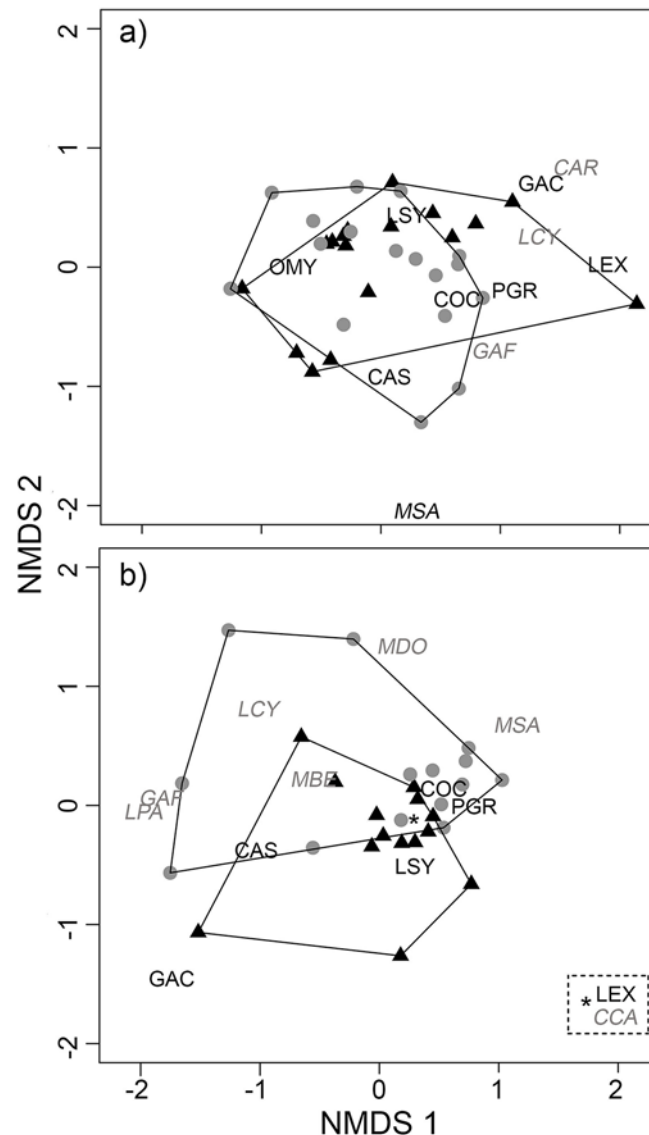 a)
2
1
0
-1
-2
CAR
GAC
LSY
LCY
LEX
OMY
COC
PGR
GAF
CAS
MSA
NMDS 2
b)
2
1
0
-1
-2
MDO
LCY
MSA
MBE
GAF
LPA
COC
PGR
*
CAS
LSY
GAC
* LEX
CCA
-2 -1 0 1 2
NMDS 1